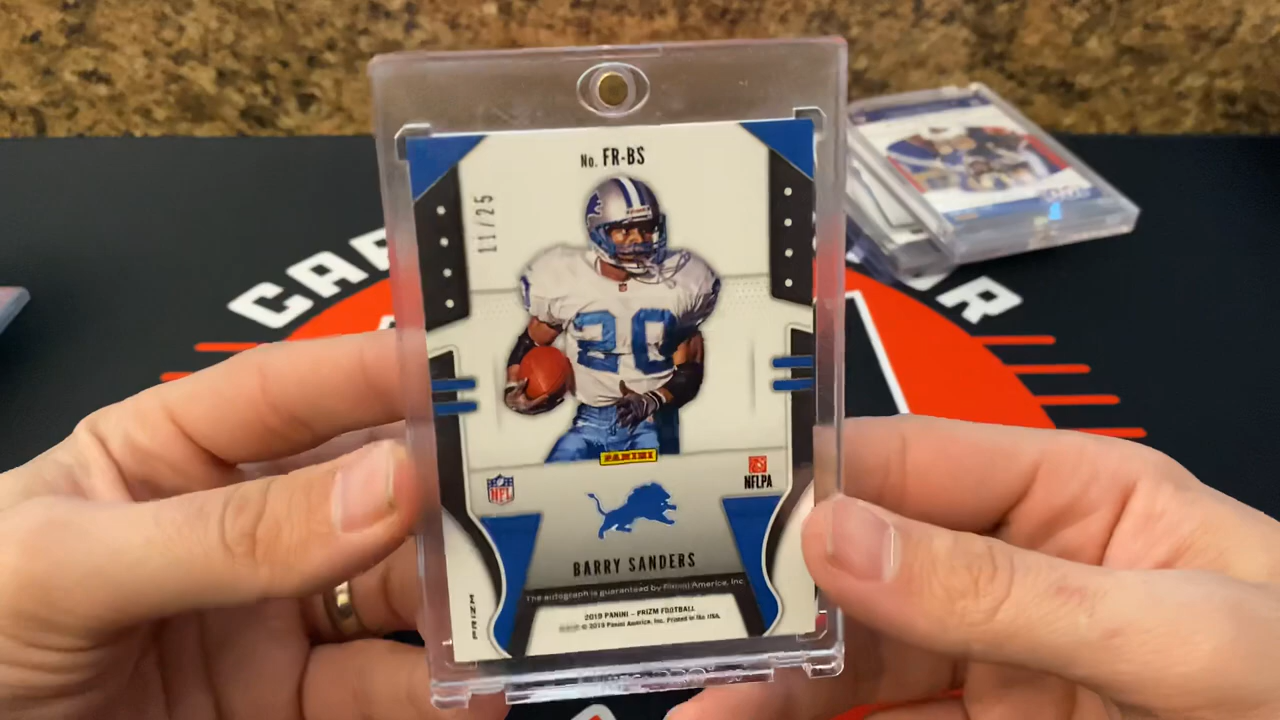 No. FR-BS
11/25
20
PANINI
NFL
NFLPA
BARRY SANDERS
The autograph is guaranteed by Panini America, Inc.
2019 PANINI - PRIZM FOOTBALL
© 2019 Panini America, Inc. Printed in the USA.
PRIZM